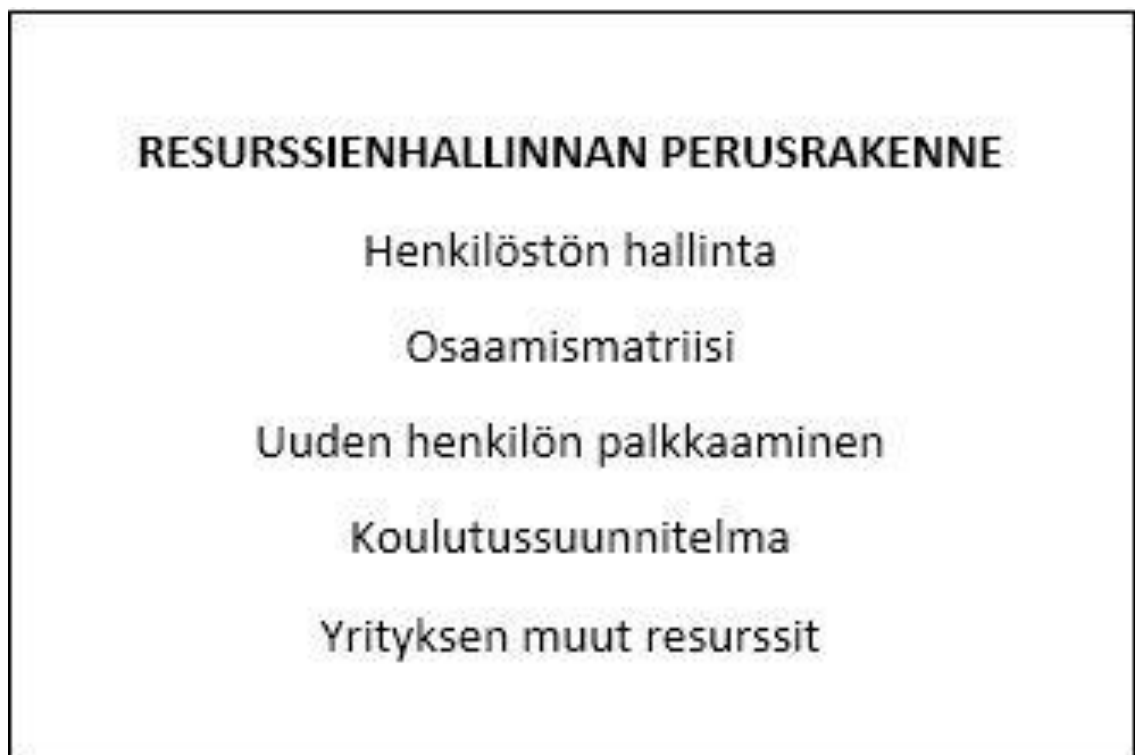 RESURSSIENHALLINNAN PERUSRAKENNE
Henkilöstön hallinta
Osaamismatriisi
Uuden henkilön palkkaaminen
Koulutussuunnitelma
Yrityksen muut resurssit